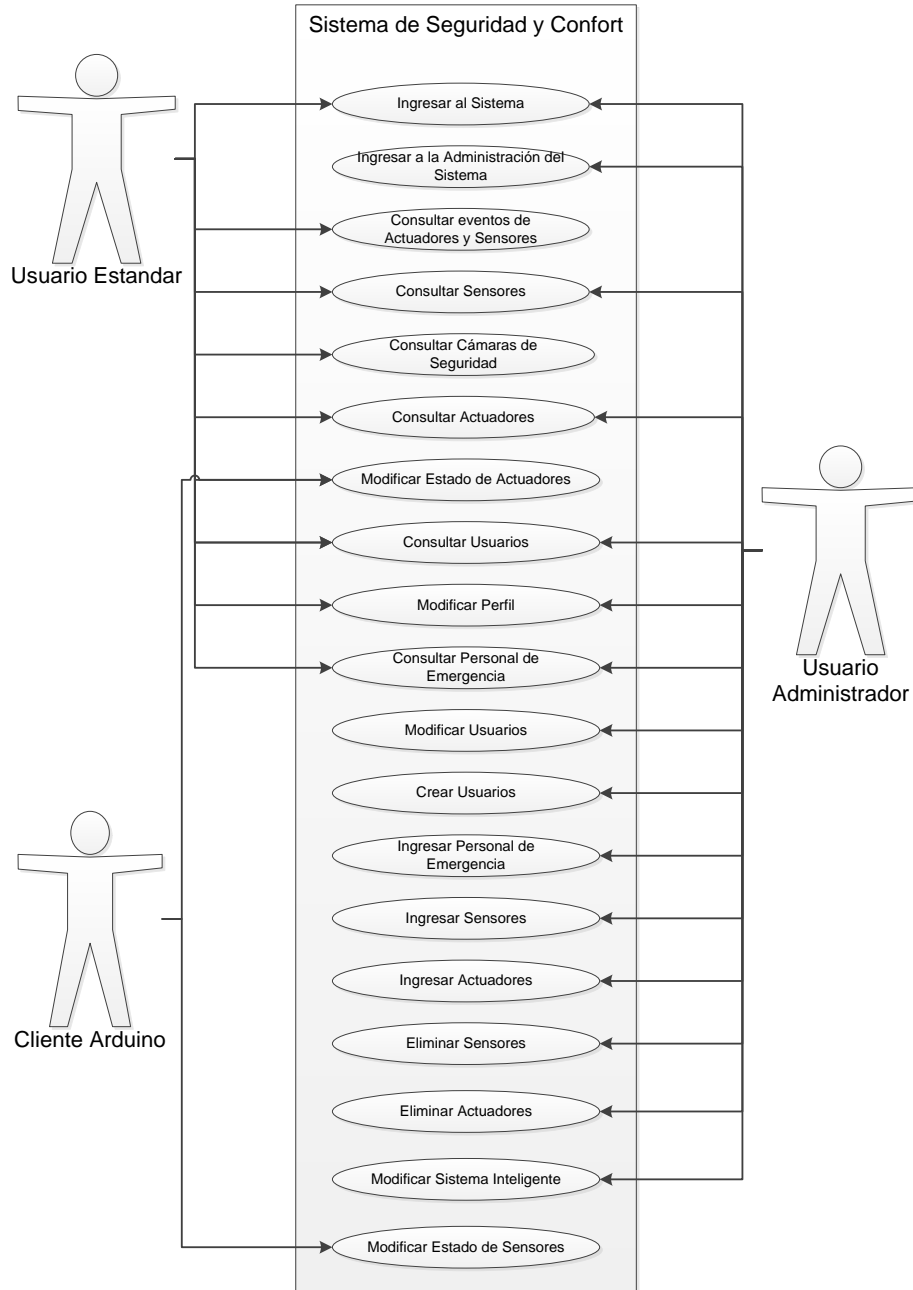 Sistema de Seguridad y Confort
Ingresar al Sistema
Ingresar a la Administración del
Sistema
Consultar eventos de
Actuadores y Sensores
Usuario Estandar
Consultar Sensores
Consultar Cámaras de
Seguridad
Consultar Actuadores
Modificar Estado de Actuadores
Consultar Usuarios
Modificar Perfil
Consultar Personal de
Emergencia
Usuario
Administrador
Modificar Usuarios
Crear Usuarios
Ingresar Personal de
Emergencia
Ingresar Sensores
Ingresar Actuadores
Cliente Arduino
Eliminar Sensores
Eliminar Actuadores
Modificar Sistema Inteligente
Modificar Estado de Sensores